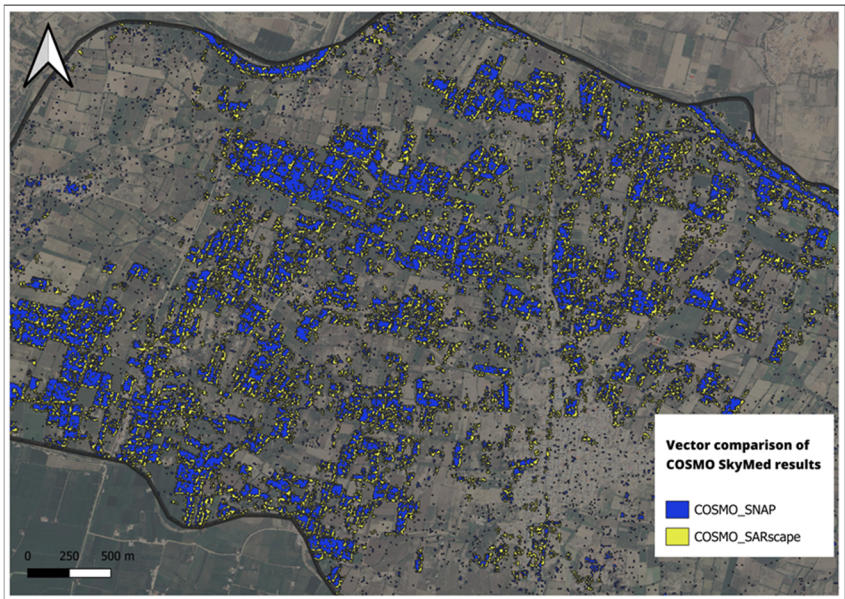 Vector comparison of
COSMO SkyMed results
COSMO_SNAP
COSMO_SARscape
0 250 500 m